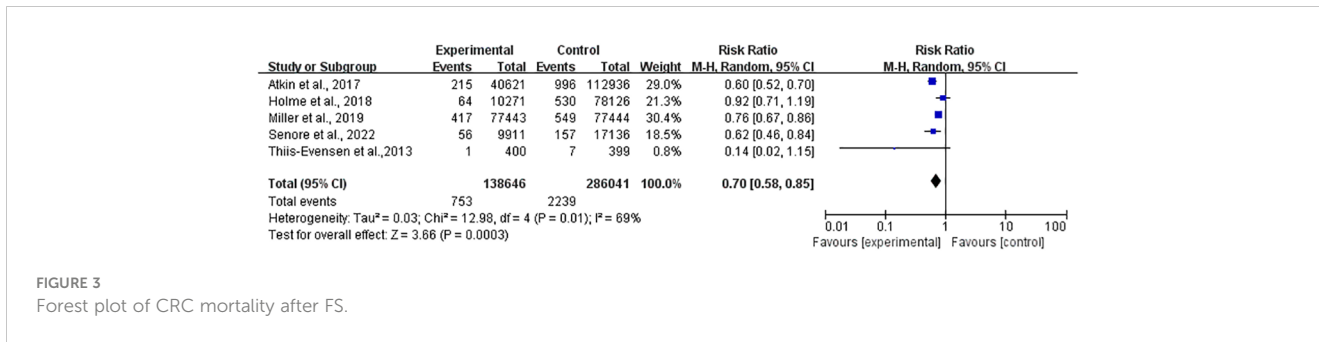 Experimental Control Risk Ratio Risk Ratio
Study or Subgroup Events Total Events Total Weight M-H, Random, 95% CI M-H, Random, 95% CI
Atkin et al., 2017 215 40621 996 112936 29.0% 0.60 [0.52, 0.70]
Holme et al., 2018 64 10271 530 78126 21.3% 0.92 [0.71, 1.19]
Miller et al., 2019 417 77443 549 77444 30.4% 0.76 [0.67, 0.86]
Senore et al., 2022 56 9911 157 17136 18.5% 0.62 [0.46, 0.84]
Thiis-Evensen et al.,2013 1 400 7 399 0.8% 0.14 [0.02, 1.15]
Total (95% CI) 138646 286041 100.0% 0.70 [0.58, 0.85]
Total events 753 2239
Heterogeneity: Tau² = 0.03; Chi² = 12.98, df = 4 (P = 0.01); I² = 69%
Test for overall effect: Z = 3.66 (P = 0.0003)
0.01 0.1 1 10 100
Favours [experimental] Favours [control]
FIGURE 3
Forest plot of CRC mortality after FS.